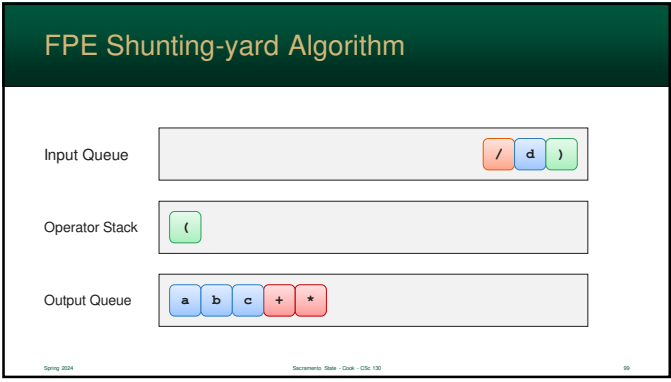 FPE Shunting-yard Algorithm
Input Queue / d )
Operator Stack (
Output Queue a b c + *
Spring 2024 Sacramento State - Cook - CSc 130 99